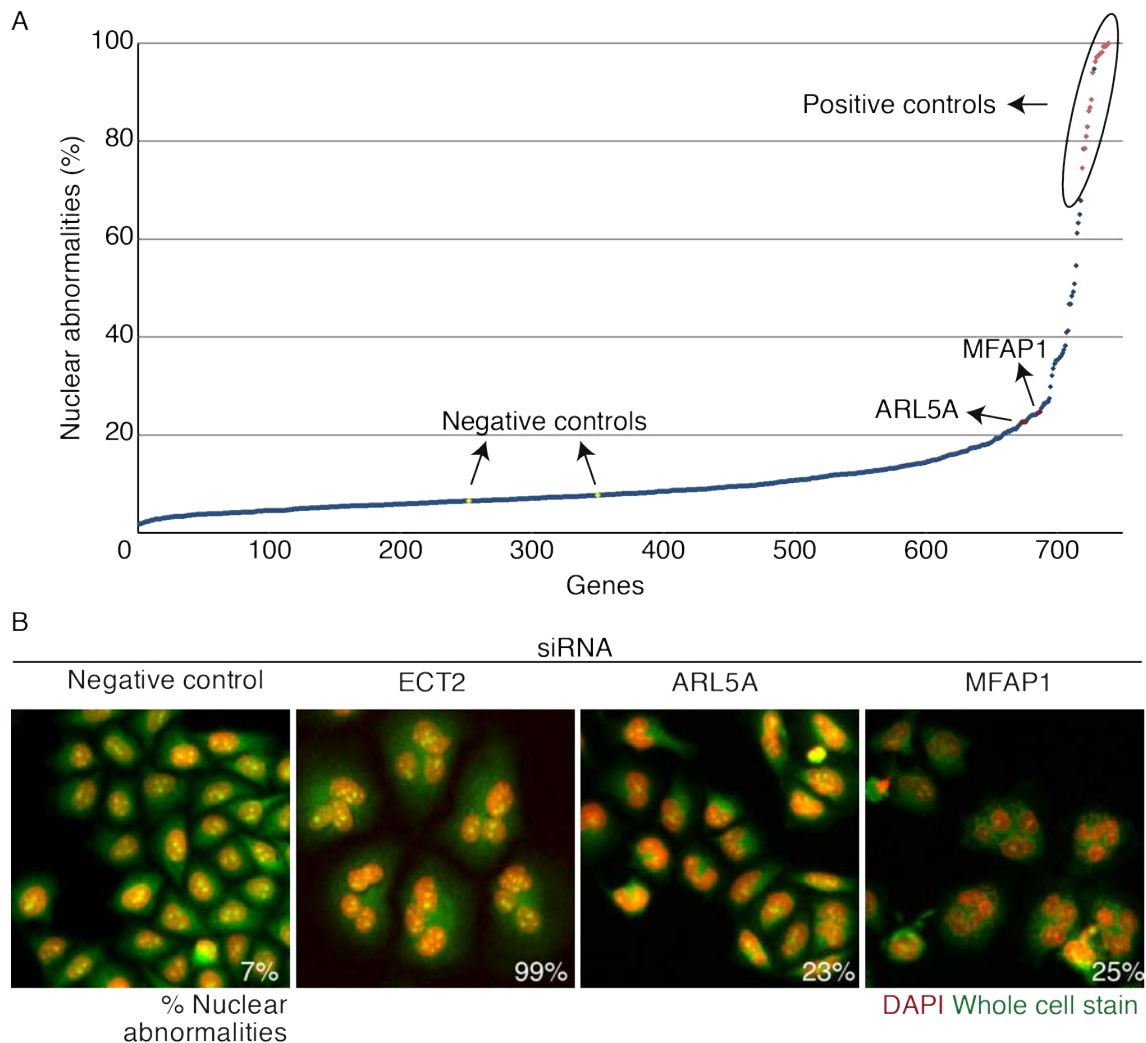 A
100
80
60
40
20
Nuclear abnormalities (%)
Positive controls
MFAP1
ARL5A
Negative controls
0 100 200 300 400 500 600 700
Genes
B
siRNA
Negative control ECT2 ARL5A MFAP1
7% 99% 23% 25%
% Nuclear
abnormalities
DAPI Whole cell stain